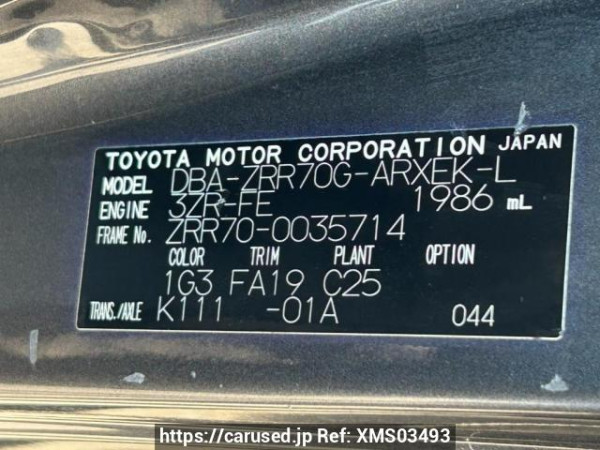 TOYOTA MOTOR CORPORATION JAPAN
MODEL DBA-ZRR70G-ARXEK-L
ENGINE 3ZR-FE 1986 mL
FRAME No. ZRR70-0035714
COLOR TRIM PLANT OPTION
1G3 FA19 C25
TRANS./AXLE K111 -01A 044
https://carused.jp Ref: XMS03493